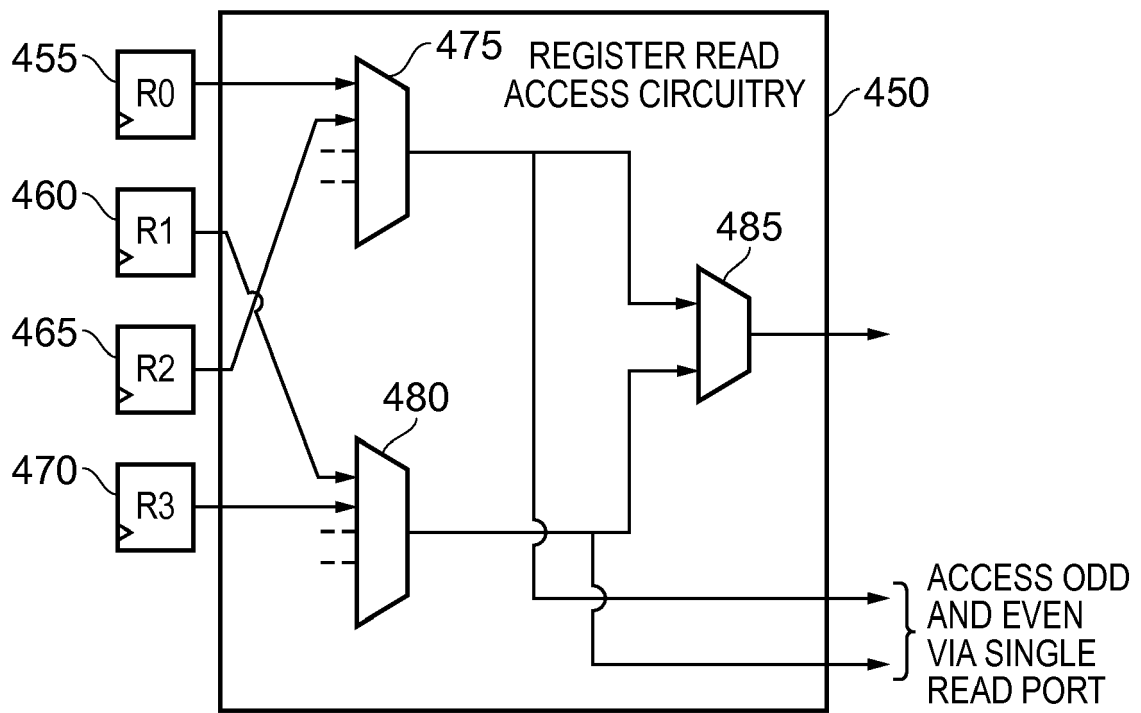 455
R0
460
R1
465
R2
470
R3
475
REGISTER READ
ACCESS CIRCUITRY
450
480
485
ACCESS ODD
AND EVEN
VIA SINGLE
READ PORT